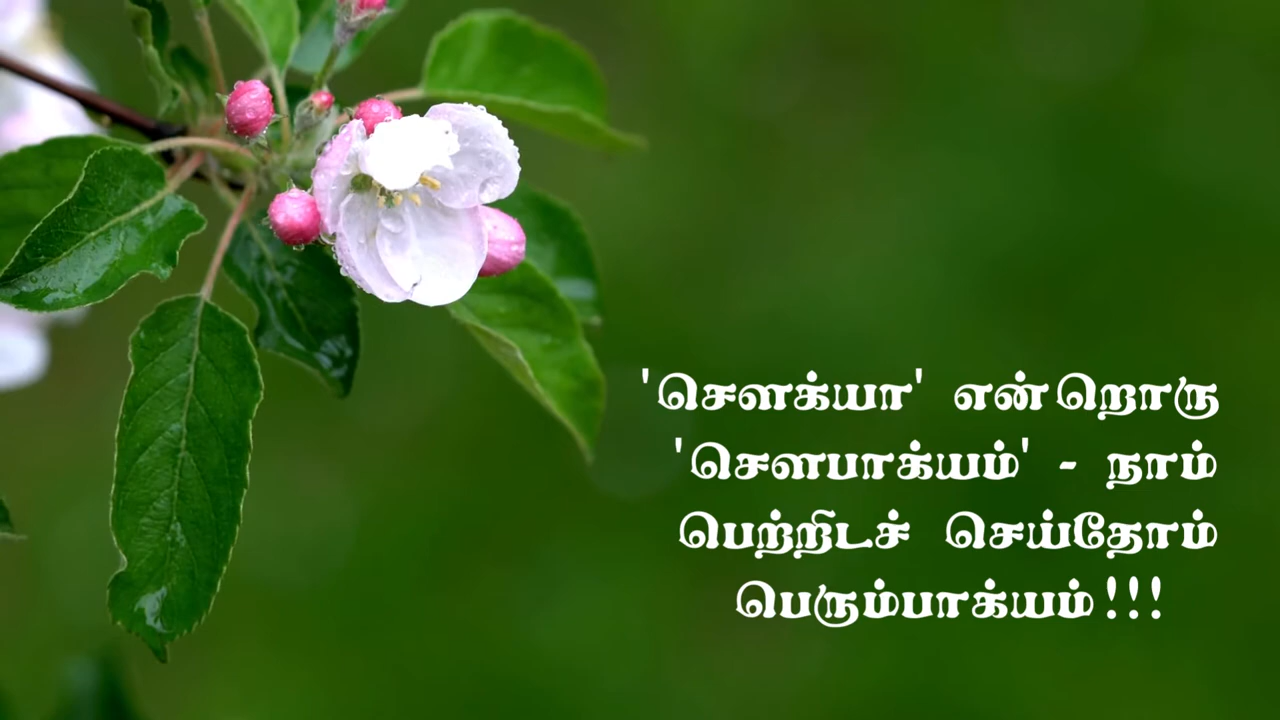 'சௌக்யா' என்றொரு
'சௌபாக்யம்' - நாம்
பெற்றிடச் செய்தோம்
பெரும்பாக்யம்!!!